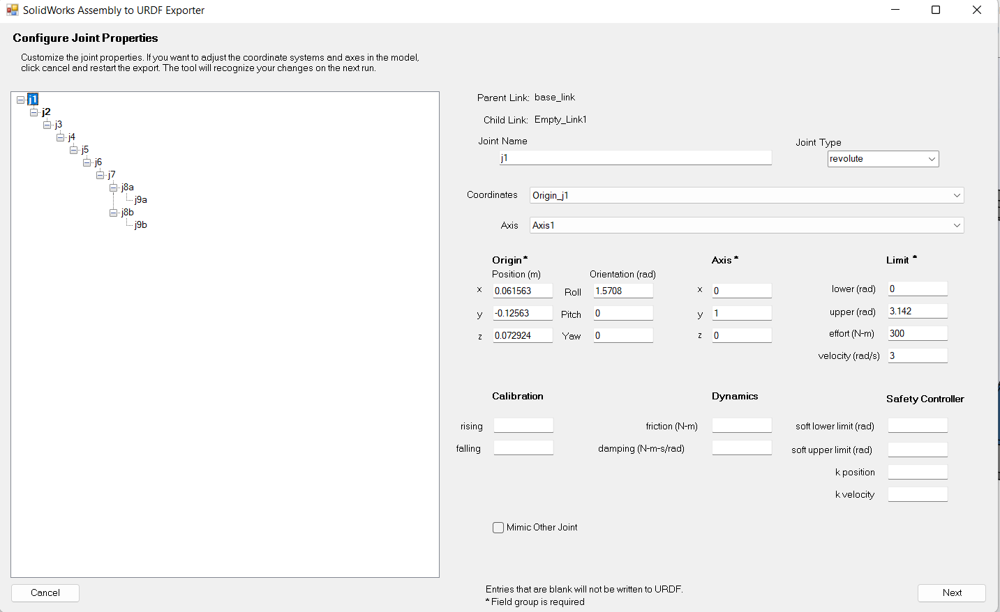 SolidWorks Assembly to URDF Exporter
Configure Joint Properties
Customize the joint properties. If you want to adjust the coordinate systems and axes in the model,
click cancel and restart the export. The tool will recognize your changes on the next run.
j1
j2
j3
j4
j5
j6
j7
j8a
j9a
j8b
j9b
Parent Link: base_link
Child Link: Empty_Link1
Joint Name
j1
Joint Type
revolute
Coordinates Origin_j1
Axis Axis1
Origin *
Position (m) Orientation (rad)
x 0.061563 Roll 1.5708
y -0.12563 Pitch 0
z 0.072924 Yaw 0
Axis *
x 0
y 1
z 0
Limit *
lower (rad) 0
upper (rad) 3.142
effort (N-m) 300
velocity (rad/s) 3
Calibration
rising
falling
Dynamics
friction (N-m)
damping (N-m-s/rad)
Safety Controller
soft lower limit (rad)
soft upper limit (rad)
k position
k velocity
Mimic Other Joint
Cancel
Entries that are blank will not be written to URDF.
* Field group is required
Next